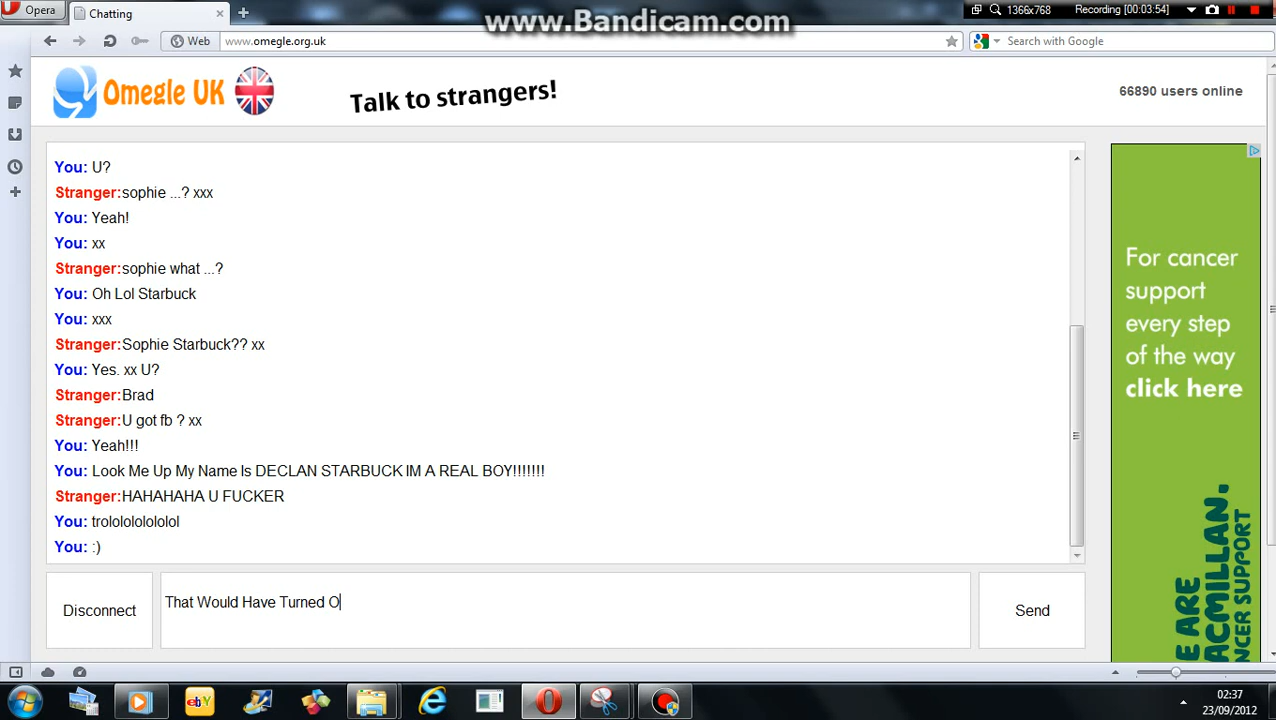 Opera
Chatting
www.Bandicam.com
1366x768
Recording [00:03:54]
Web
www.omegle.org.uk
Search with Google
Omegle UK
Talk to strangers!
66890 users online
You: U?
Stranger:sophie ...? xxx
You: Yeah!
You: xx
Stranger:sophie what ...?
You: Oh Lol Starbuck
You: xxx
Stranger:Sophie Starbuck?? xx
You: Yes. xx U?
Stranger:Brad
Stranger:U got fb ? xx
You: Yeah!!!
You: Look Me Up My Name Is DECLAN STARBUCK IM A REAL BOY!!!!!!!
Stranger:HAHAHAHA U FUCKER
You: trolololololol
You: :)
Disconnect
That Would Have Turned O
Send
For cancer
support
every step
of the way
click here
WE ARE
MACMILLAN.
CANCER SUPPORT
ebY
02:37
23/09/2012